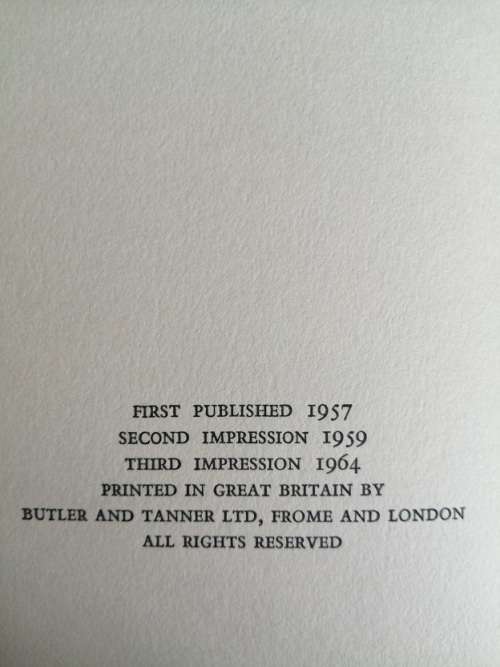 FIRST PUBLISHED 1957
SECOND IMPRESSION 1959
THIRD IMPRESSION 1964
PRINTED IN GREAT BRITAIN BY
BUTLER AND TANNER LTD, FROME AND LONDON
ALL RIGHTS RESERVED